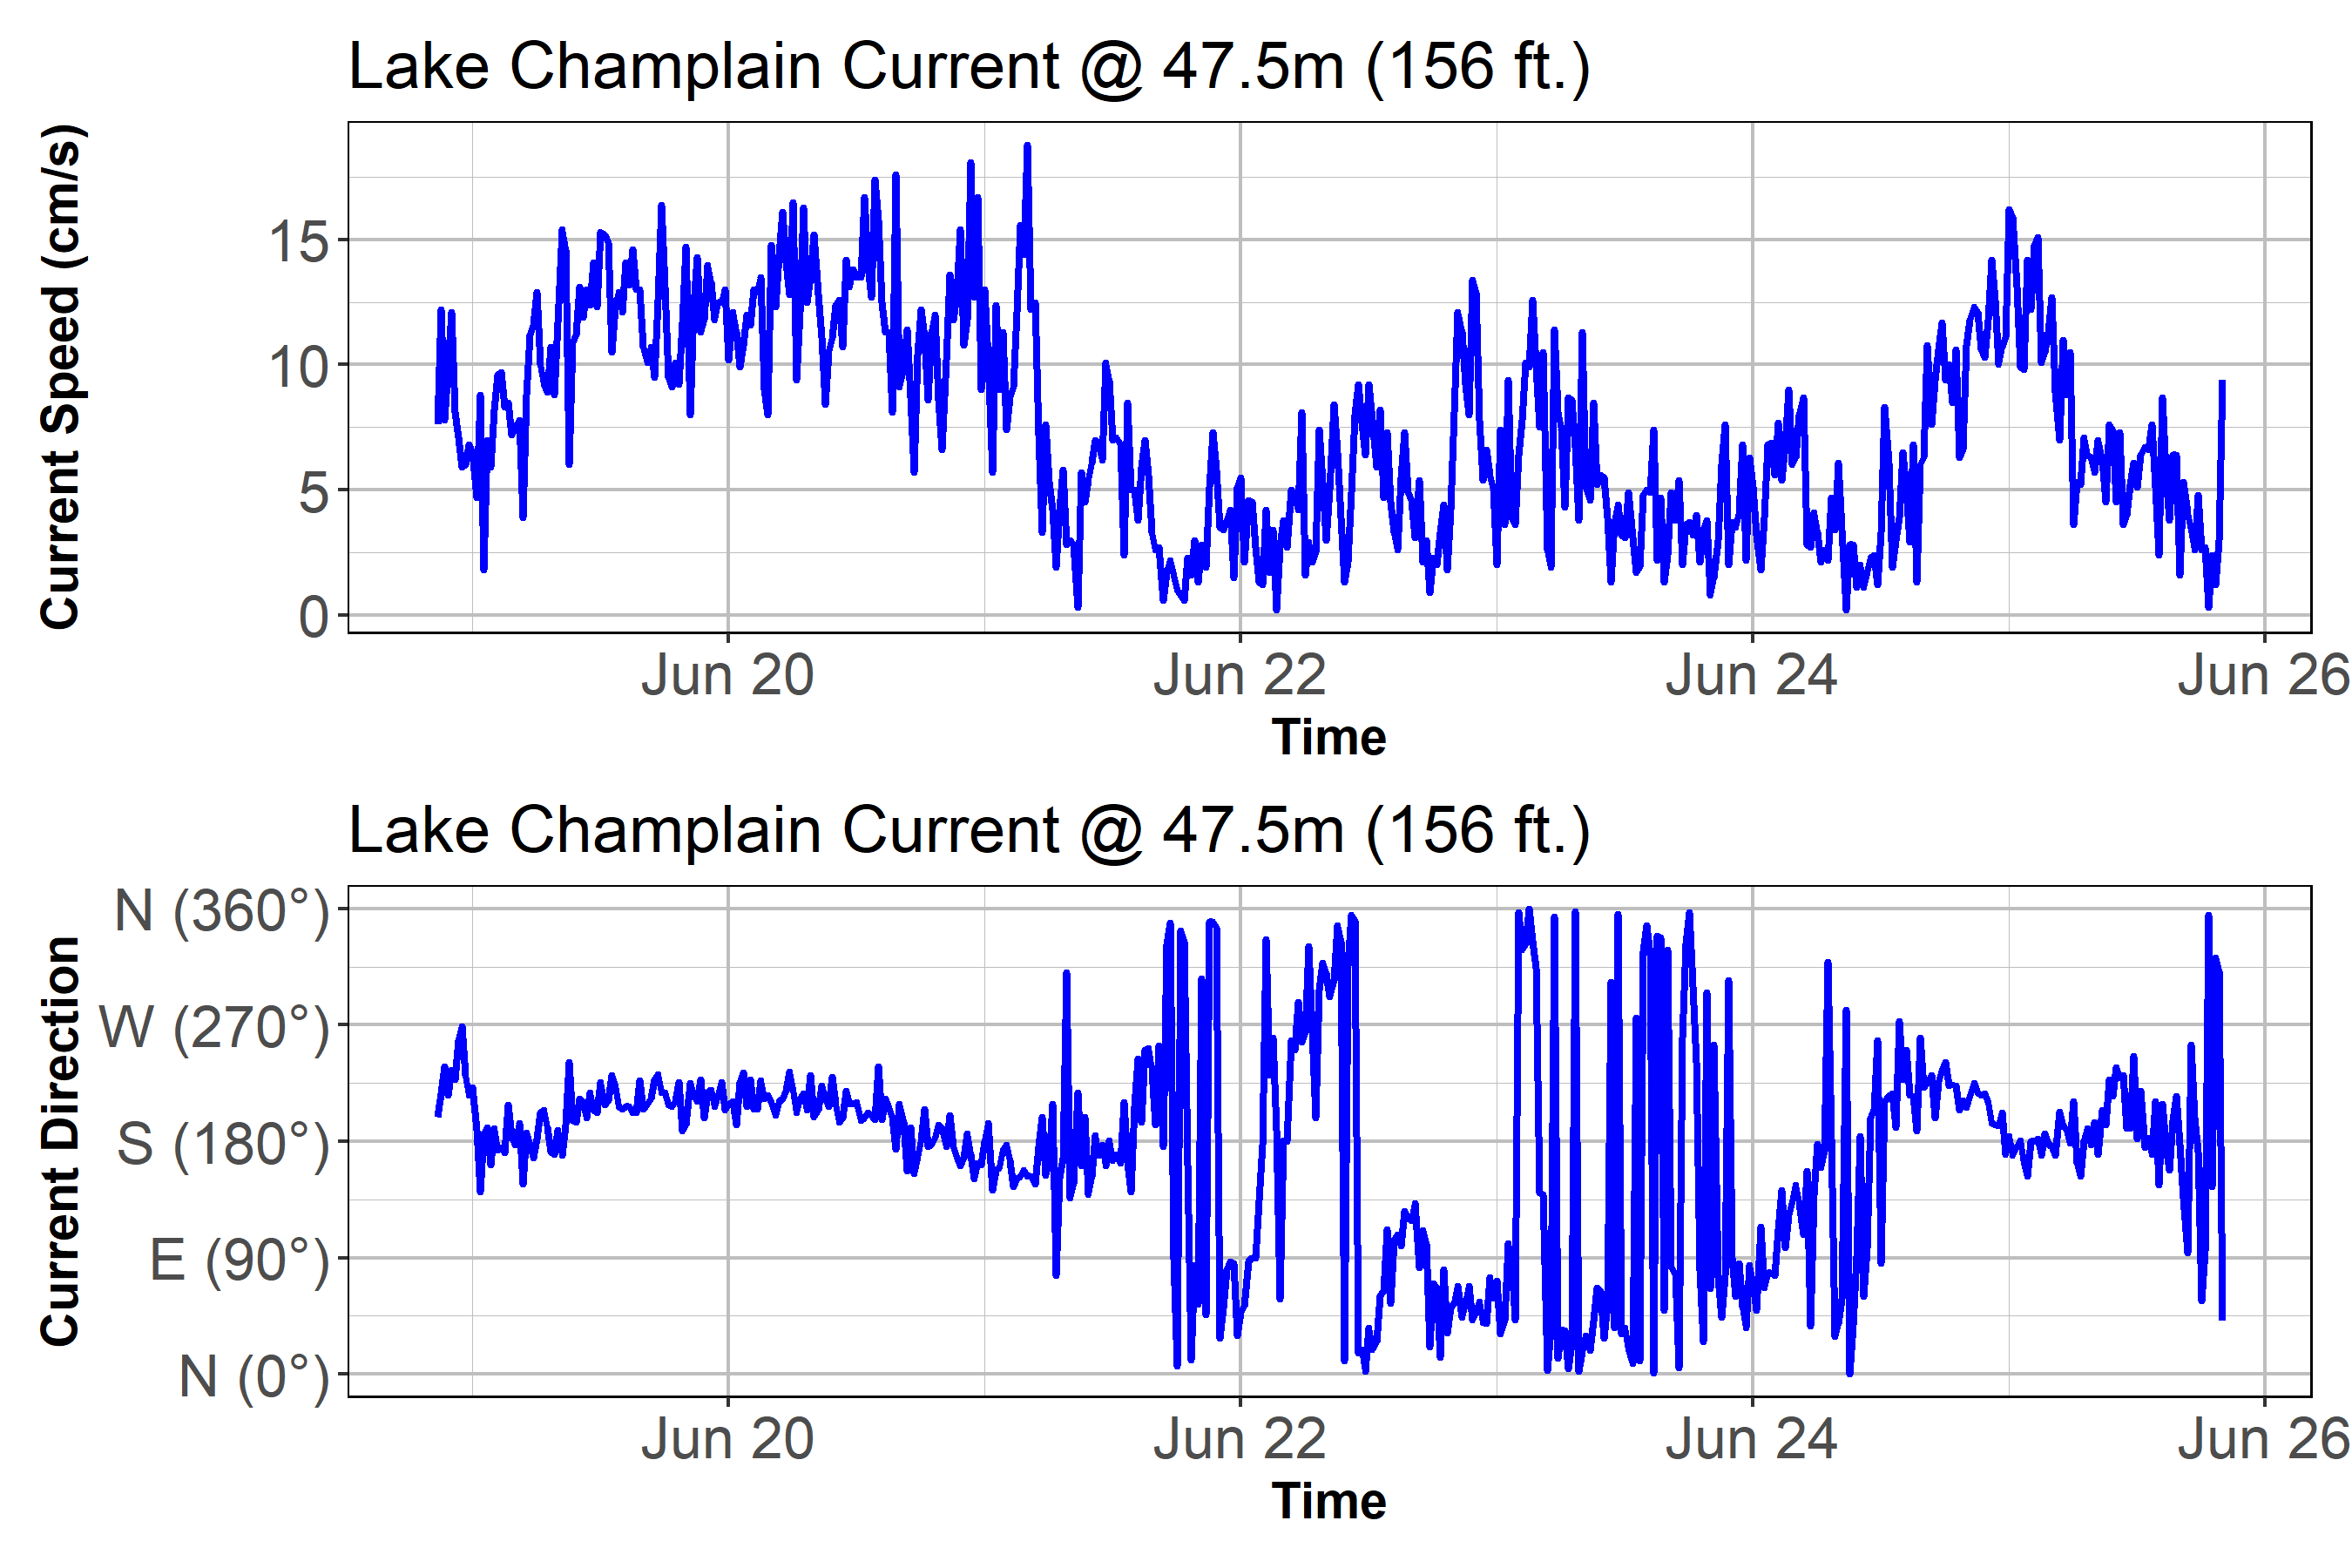 Lake Champlain Current @ 47.5m (156 ft.)
Current Speed (cm/s)
15
10
5
0
Jun 20 Jun 22 Jun 24 Jun 26
Time
Lake Champlain Current @ 47.5m (156 ft.)
Current Direction
N (360°)
W (270°)
S (180°)
E (90°)
N (0°)
Jun 20 Jun 22 Jun 24 Jun 26
Time